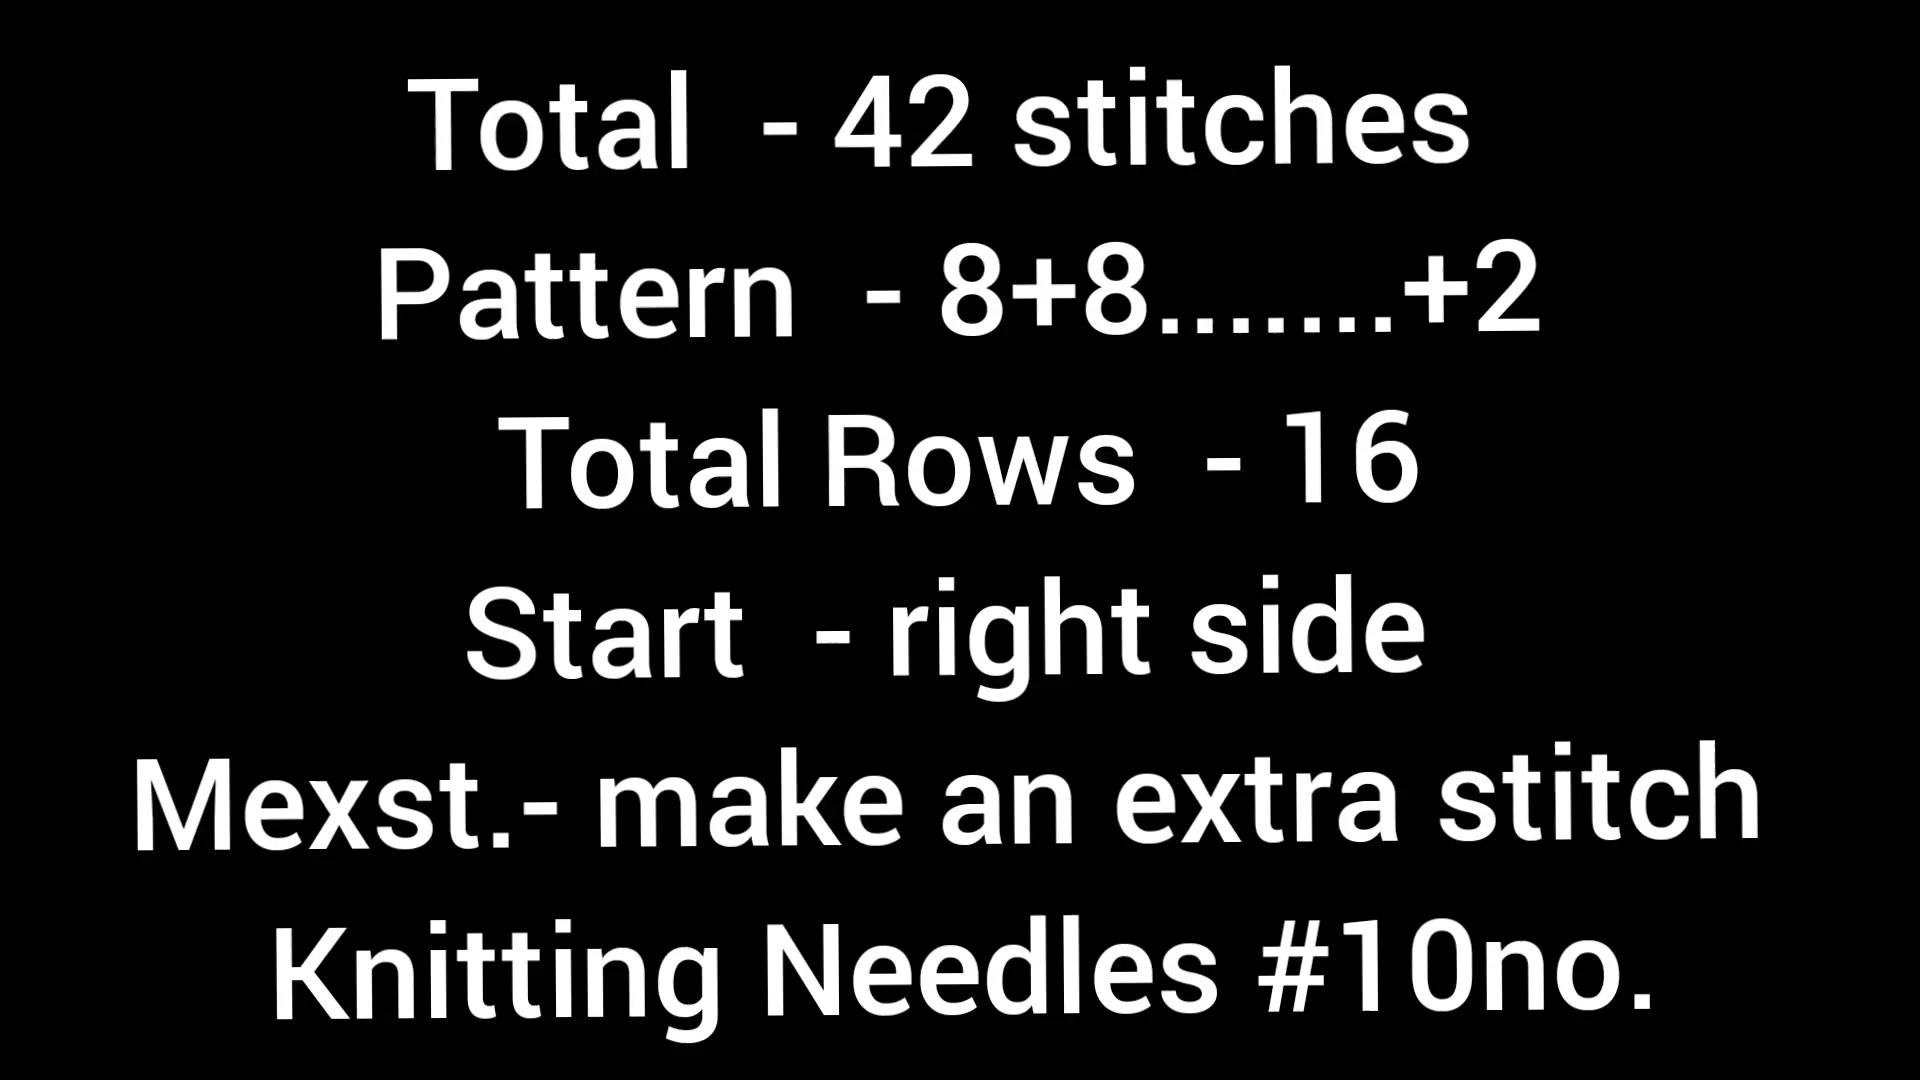 Total - 42 stitches
Pattern - 8+8.......+2
Total Rows - 16
Start - right side
Mexst.- make an extra stitch
Knitting Needles #10no.